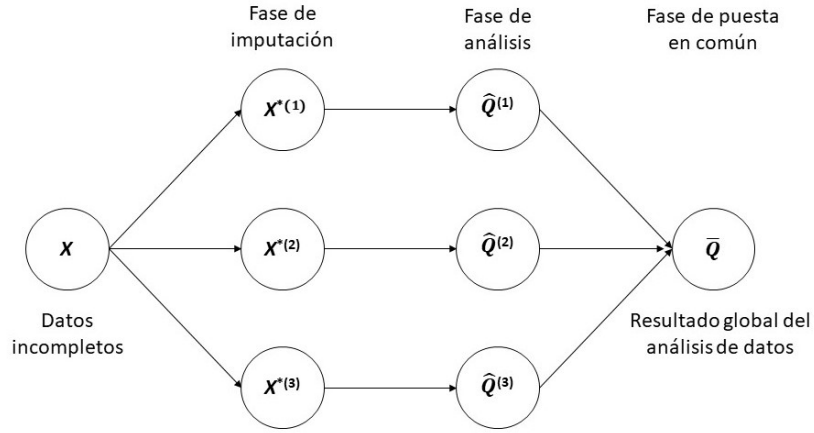 Fase de
imputación
Fase de
análisis
Fase de puesta
en común
X*(1)
Q̂(1)
X
X*(2)
Q̂(2)
Q̅
Datos
incompletos
Resultado global del
análisis de datos
X*(3)
Q̂(3)